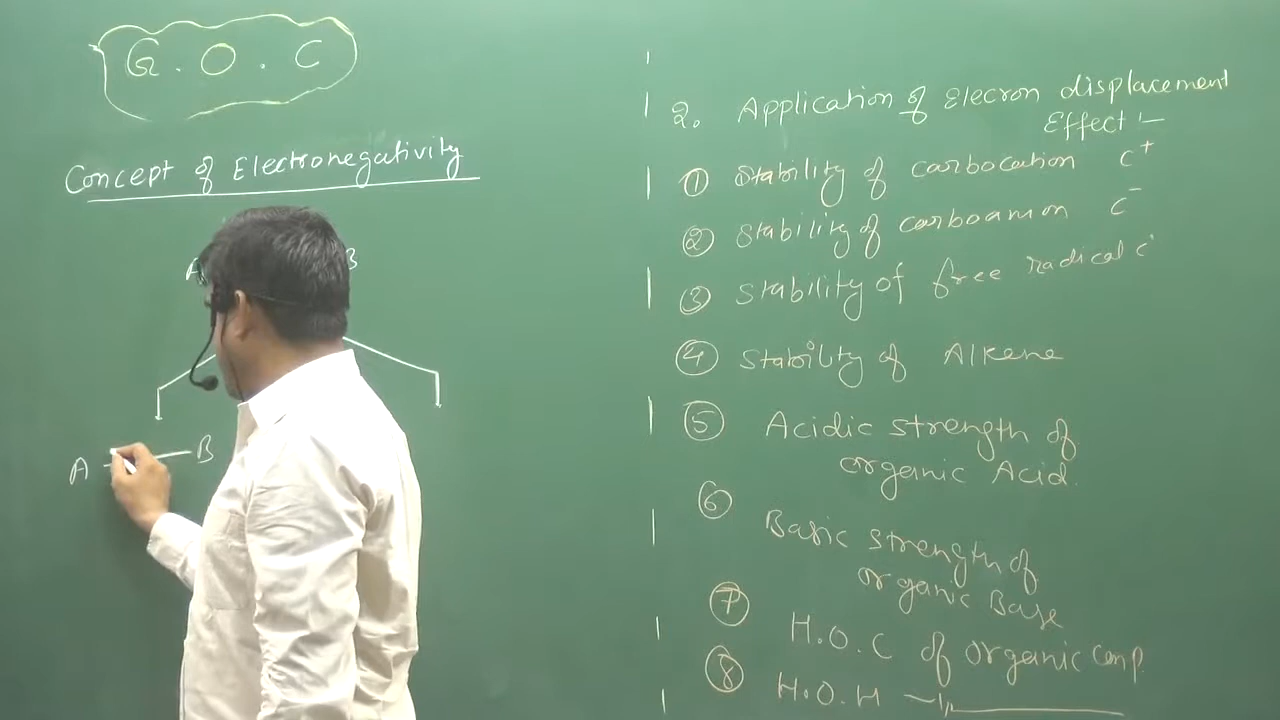 G.O.C
Concept of Electronegativity
A B
A — B
2. Application of Elecron displacement
Effect :-
① Stability of carbocation C⁺
② Stability of carboanion C⁻
③ Stability of free radical C˙
④ Stability of Alkene
⑤ Acidic strength of
organic Acid.
⑥ Basic strength of
organic Base
⑦ H.O.C of organic comp.
⑧ H.O.H ~11